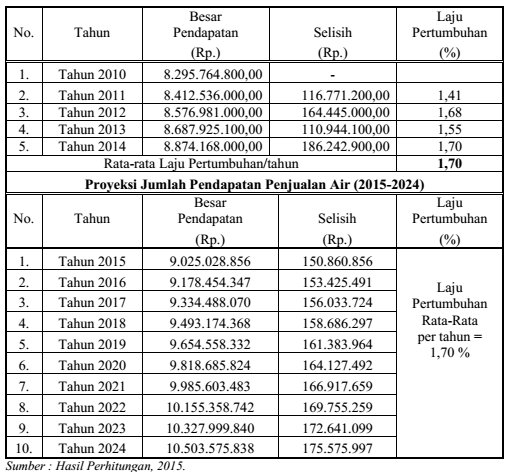 No. Tahun Besar Pendapatan (Rp.) Selisih (Rp.) Laju Pertumbuhan (%)
1. Tahun 2010 8.295.764.800,00 -
2. Tahun 2011 8.412.536.000,00 116.771.200,00 1,41
3. Tahun 2012 8.576.981.000,00 164.445.000,00 1,68
4. Tahun 2013 8.687.925.100,00 110.944.100,00 1,55
5. Tahun 2014 8.874.168.000,00 186.242.900,00 1,70
Rata-rata Laju Pertumbuhan/tahun 1,70
Proyeksi Jumlah Pendapatan Penjualan Air (2015-2024)
No. Tahun Besar Pendapatan (Rp.) Selisih (Rp.) Laju Pertumbuhan (%)
1. Tahun 2015 9.025.028.856 150.860.856
2. Tahun 2016 9.178.454.347 153.425.491
3. Tahun 2017 9.334.488.070 156.033.724
4. Tahun 2018 9.493.174.368 158.686.297
5. Tahun 2019 9.654.558.332 161.383.964
6. Tahun 2020 9.818.685.824 164.127.492
7. Tahun 2021 9.985.603.483 166.917.659
8. Tahun 2022 10.155.358.742 169.755.259
9. Tahun 2023 10.327.999.840 172.641.099
10. Tahun 2024 10.503.575.838 175.575.997
Laju
Pertumbuhan
Rata-Rata
per tahun =
1,70 %
Sumber : Hasil Perhitungan, 2015.